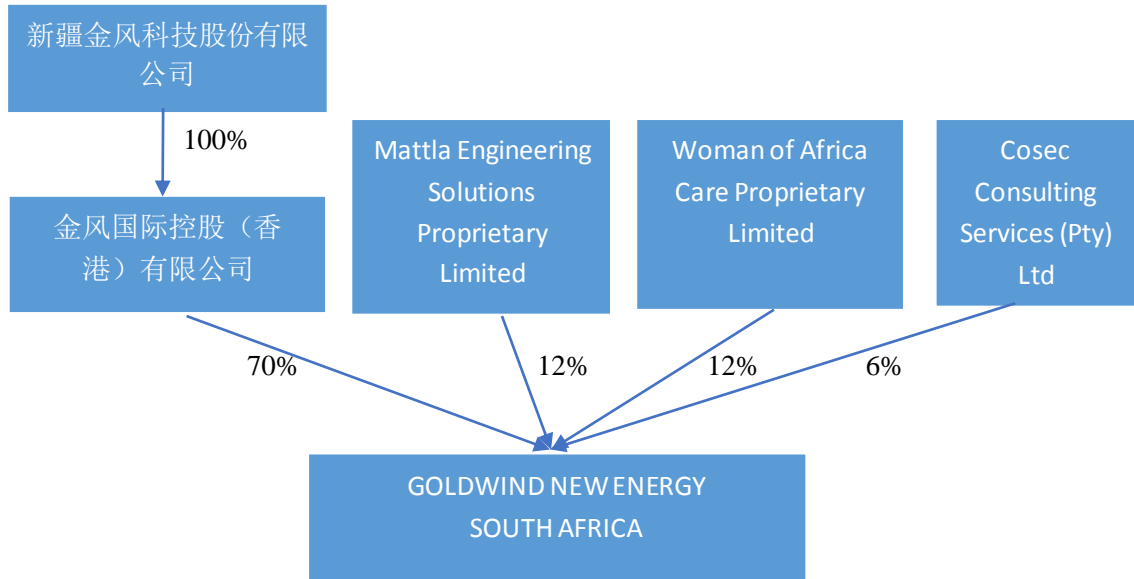 新疆金风科技股份有限
公司
100%
金风国际控股（香
港）有限公司
Mattla Engineering
Solutions
Proprietary
Limited
Woman of Africa
Care Proprietary
Limited
Cosec
Consulting
Services (Pty)
Ltd
70%
12%
12%
6%
GOLDWIND NEW ENERGY
SOUTH AFRICA